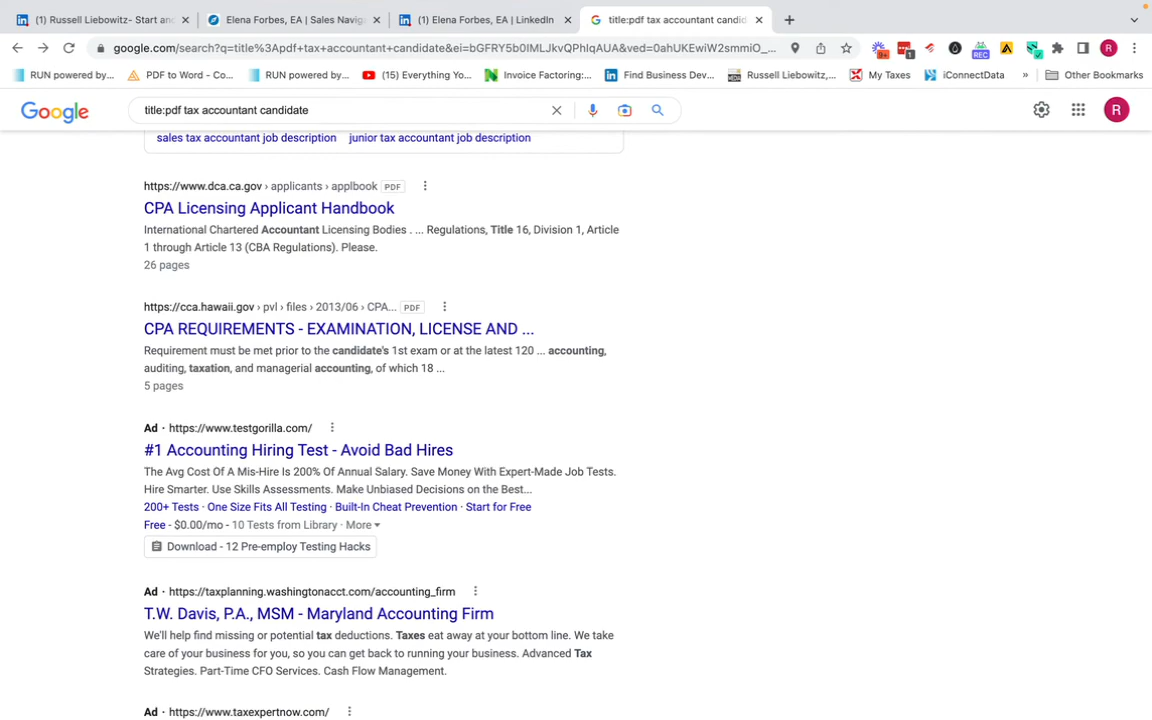 (1) Russell Liebowitz- Start and
Elena Forbes, EA | Sales Naviga
(1) Elena Forbes, EA | LinkedIn
title:pdf tax accountant candid
google.com/search?q=title%3Apdf+tax+accountant+candidate&ei=bGFRY5b0IMLJkvQPhIqAUA&ved=0ahUKEwiW2smmiO_...
9+
1
REC
R
RUN powered by...
PDF to Word - Co...
RUN powered by...
(15) Everything Yo...
Invoice Factoring:...
Find Business Dev...
Russell Liebowitz,...
My Taxes
iConnectData
»
Other Bookmarks
Google
title:pdf tax accountant candidate
R
sales tax accountant job description junior tax accountant job description
https://www.dca.ca.gov › applicants › applbook PDF
CPA Licensing Applicant Handbook
International Chartered Accountant Licensing Bodies . ... Regulations, Title 16, Division 1, Article
1 through Article 13 (CBA Regulations). Please.
26 pages
https://cca.hawaii.gov › pvl › files › 2013/06 › CPA... PDF
CPA REQUIREMENTS - EXAMINATION, LICENSE AND ...
Requirement must be met prior to the candidate's 1st exam or at the latest 120 ... accounting,
auditing, taxation, and managerial accounting, of which 18 ...
5 pages
Ad · https://www.testgorilla.com/
#1 Accounting Hiring Test - Avoid Bad Hires
The Avg Cost Of A Mis-Hire Is 200% Of Annual Salary. Save Money With Expert-Made Job Tests.
Hire Smarter. Use Skills Assessments. Make Unbiased Decisions on the Best...
200+ Tests · One Size Fits All Testing · Built-In Cheat Prevention · Start for Free
Free - $0.00/mo - 10 Tests from Library · More
Download - 12 Pre-employ Testing Hacks
Ad · https://taxplanning.washingtonacct.com/accounting_firm
T.W. Davis, P.A., MSM - Maryland Accounting Firm
We'll help find missing or potential tax deductions. Taxes eat away at your bottom line. We take
care of your business for you, so you can get back to running your business. Advanced Tax
Strategies. Part-Time CFO Services. Cash Flow Management.
Ad · https://www.taxexpertnow.com/